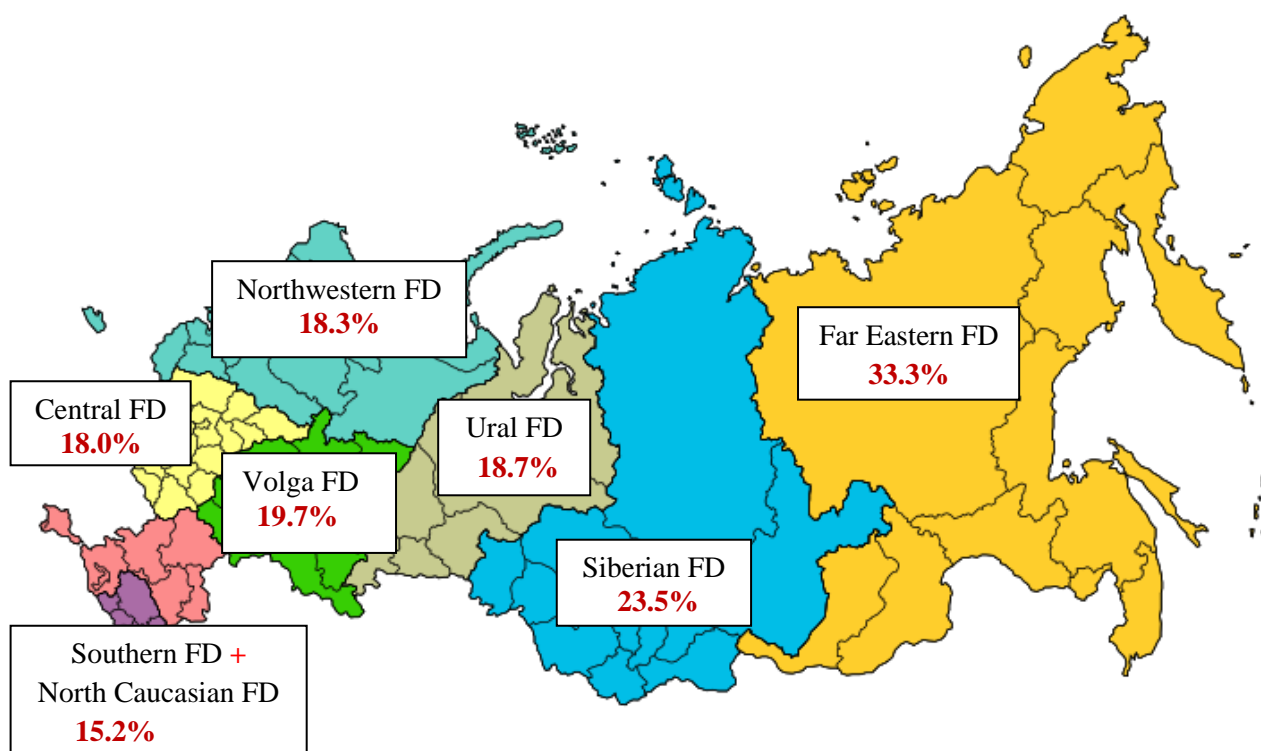 Northwestern FD
18.3%
Far Eastern FD
33.3%
Central FD
18.0%
Ural FD
18.7%
Volga FD
19.7%
Siberian FD
23.5%
Southern FD +
North Caucasian FD
15.2%